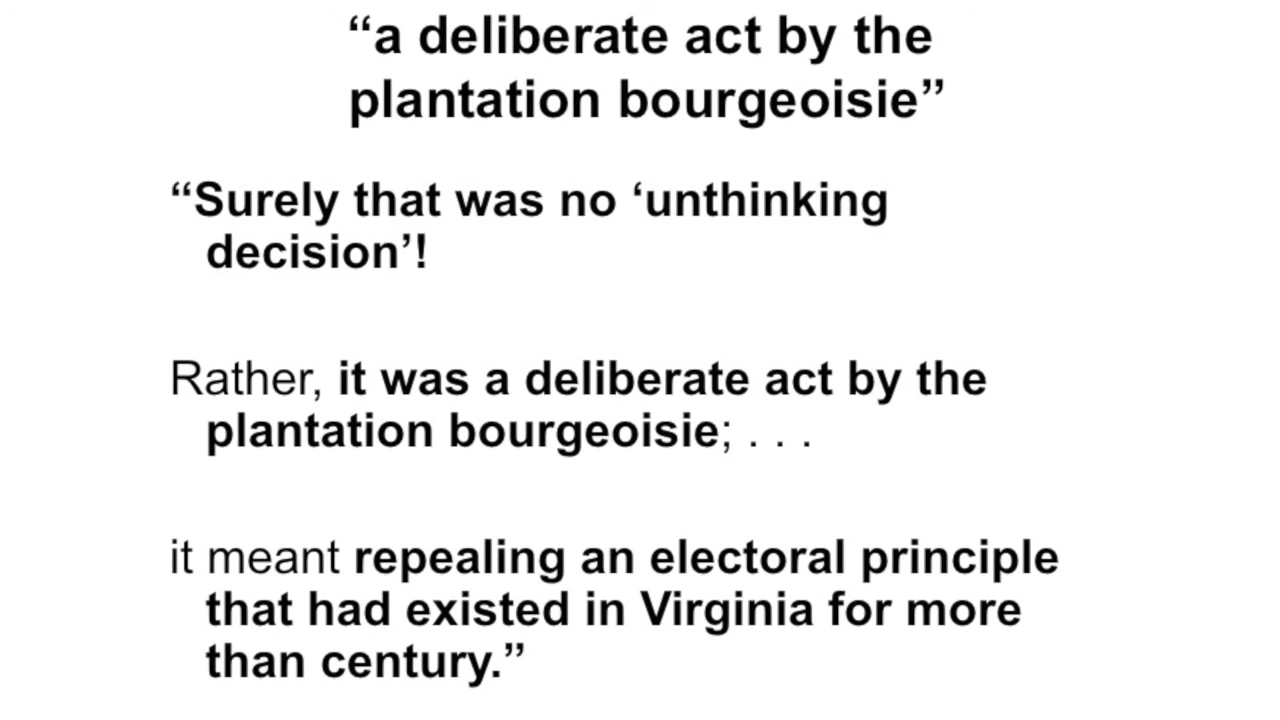 “a deliberate act by the
plantation bourgeoisie”
“Surely that was no ‘unthinking
decision’!
Rather, it was a deliberate act by the
plantation bourgeoisie; . . .
it meant repealing an electoral principle
that had existed in Virginia for more
than century.”